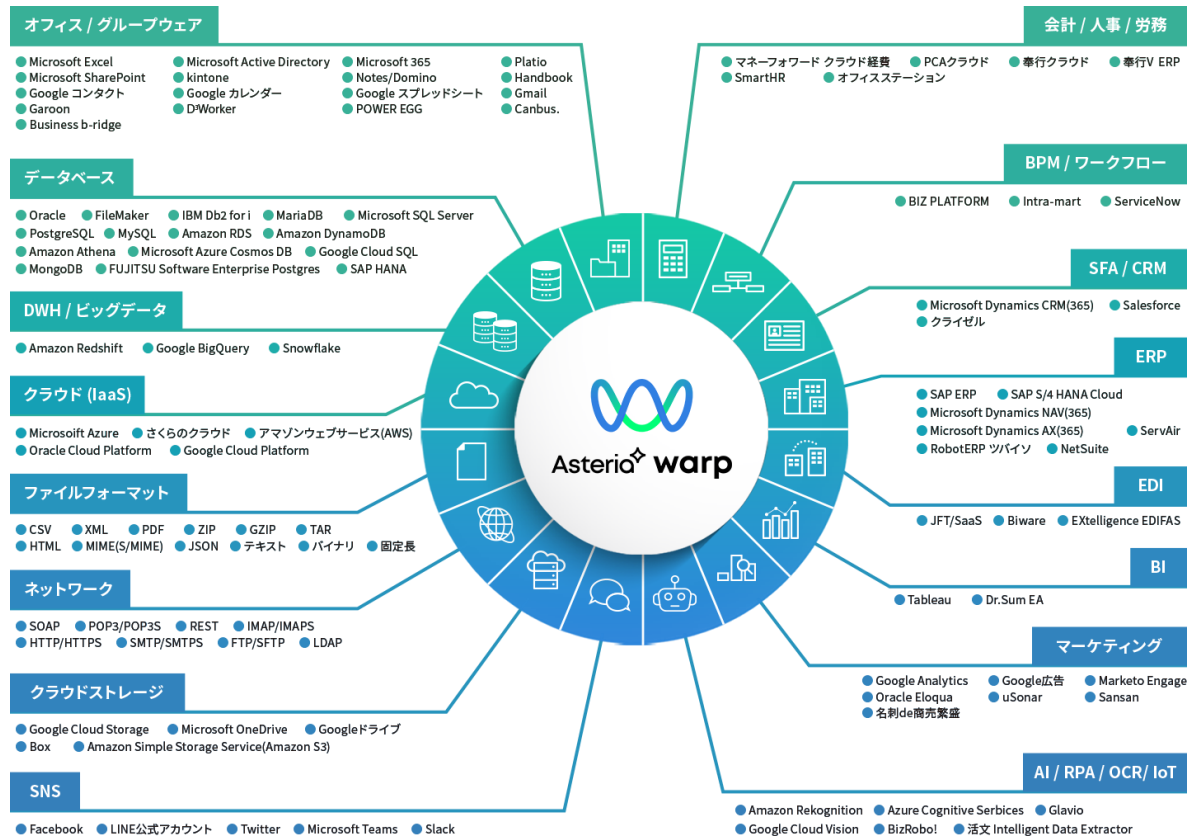 オフィス / グループウェア
Microsoft Excel
Microsoft Active Directory
Microsoft 365
Platio
Microsoft SharePoint
kintone
Notes/Domino
Handbook
Google コンタクト
Google カレンダー
Google スプレッドシート
Gmail
Garoon
D³Worker
POWER EGG
Canbus.
Business b-ridge
データベース
Oracle FileMaker IBM Db2 for i MariaDB Microsoft SQL Server
PostgreSQL MySQL Amazon RDS Amazon DynamoDB
Amazon Athena Microsoft Azure Cosmos DB Google Cloud SQL
MongoDB FUJITSU Software Enterprise Postgres SAP HANA
DWH / ビッグデータ
Amazon Redshift Google BigQuery Snowflake
クラウド (IaaS)
Microsoift Azure さくらのクラウド アマゾンウェブサービス(AWS)
Oracle Cloud Platform Google Cloud Platform
ファイルフォーマット
CSV XML PDF ZIP GZIP TAR
HTML MIME(S/MIME) JSON テキスト バイナリ 固定長
ネットワーク
SOAP POP3/POP3S REST IMAP/IMAPS
HTTP/HTTPS SMTP/SMTPS FTP/SFTP LDAP
クラウドストレージ
Google Cloud Storage Microsoft OneDrive Googleドライブ
Box Amazon Simple Storage Service(Amazon S3)
SNS
Facebook LINE公式アカウント Twitter Microsoft Teams Slack
Asteria warp
会計 / 人事 / 労務
マネーフォワード クラウド経費 PCAクラウド 奉行クラウド 奉行V ERP
SmartHR オフィスステーション
BPM / ワークフロー
BIZ PLATFORM Intra-mart ServiceNow
SFA / CRM
Microsoft Dynamics CRM(365) Salesforce
クライゼル
ERP
SAP ERP SAP S/4 HANA Cloud
Microsoft Dynamics NAV(365)
Microsoft Dynamics AX(365) ServAir
RobotERP ツバイソ NetSuite
EDI
JFT/SaaS Biware EXtelligence EDIFAS
BI
Tableau Dr.Sum EA
マーケティング
Google Analytics Google広告 Marketo Engage
Oracle Eloqua uSonar Sansan
名刺de商売繁盛
AI / RPA / OCR/ IoT
Amazon Rekognition Azure Cognitive Serbices Glavio
Google Cloud Vision BizRobo! 活文 Intelligent Data Extractor